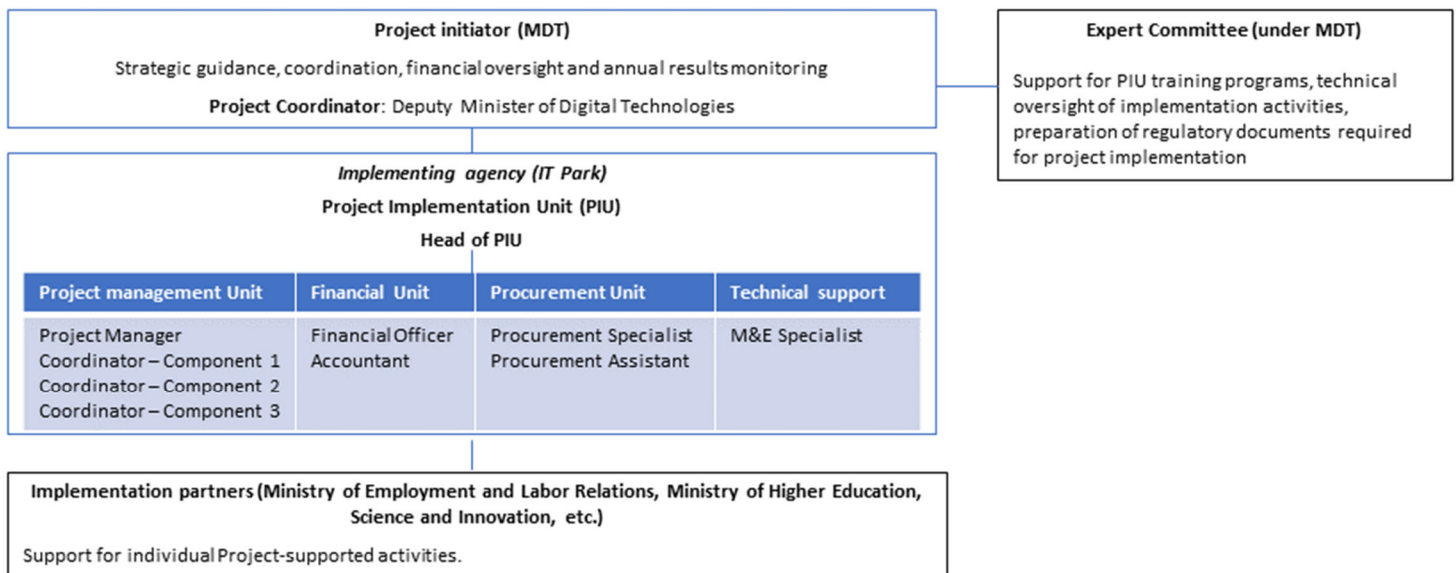 Project initiator (MDT)
Strategic guidance, coordination, financial oversight and annual results monitoring
Project Coordinator: Deputy Minister of Digital Technologies
Expert Committee (under MDT)
Support for PIU training programs, technical
oversight of implementation activities,
preparation of regulatory documents required
for project implementation
Implementing agency (IT Park)
Project Implementation Unit (PIU)
Head of PIU
Project management Unit
Project Manager
Coordinator – Component 1
Coordinator – Component 2
Coordinator – Component 3
Financial Unit
Financial Officer
Accountant
Procurement Unit
Procurement Specialist
Procurement Assistant
Technical support
M&E Specialist
Implementation partners (Ministry of Employment and Labor Relations, Ministry of Higher Education,
Science and Innovation, etc.)
Support for individual Project-supported activities.